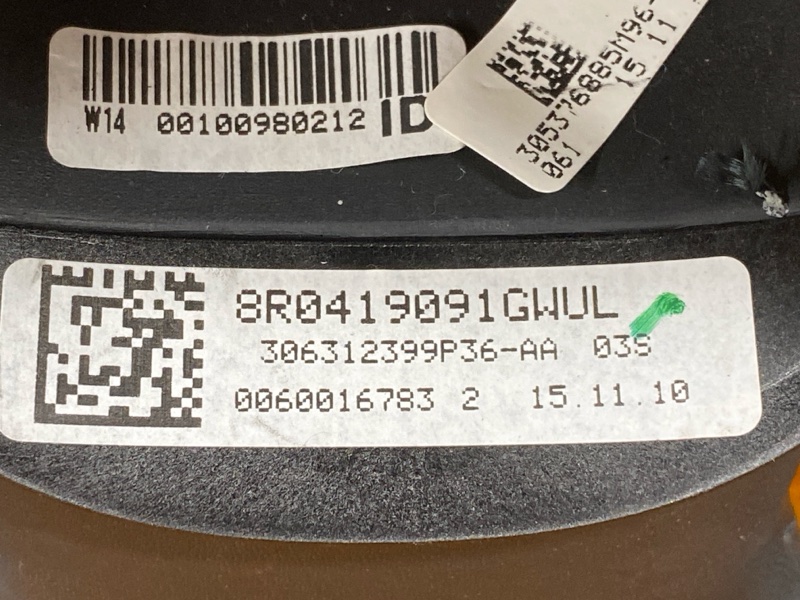 W14 00100980212 ID
305376885M96-
061 15 11
8R0419091GWUL
306312399P36-AA 03S
0060016783 2 15.11.10